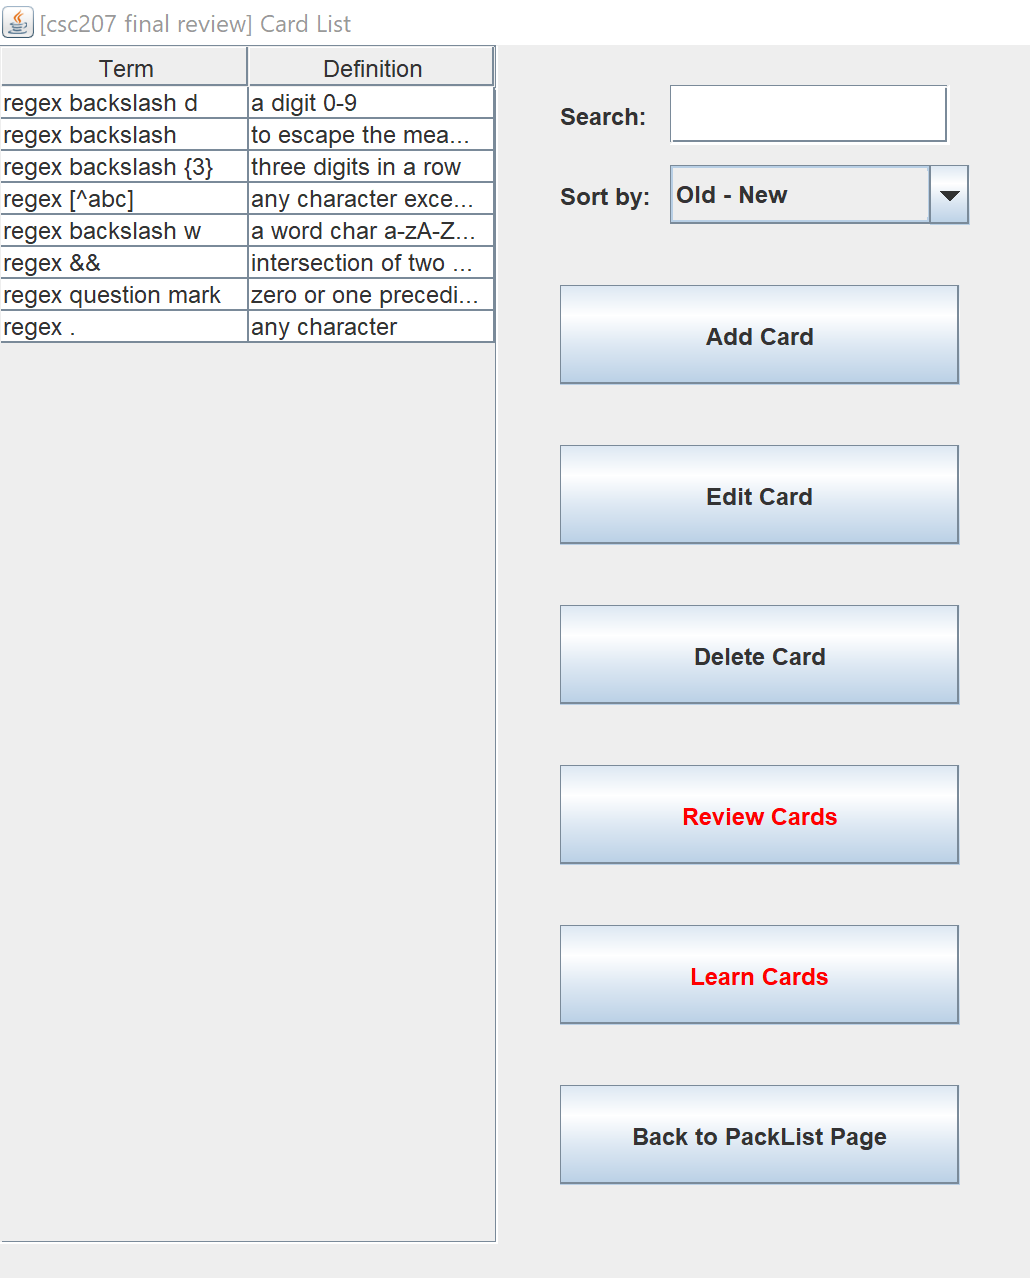 [csc207 final review] Card List
Term Definition
regex backslash d a digit 0-9
regex backslash to escape the mea...
regex backslash {3} three digits in a row
regex [^abc] any character exce...
regex backslash w a word char a-zA-Z...
regex && intersection of two ...
regex question mark zero or one precedi...
regex . any character
Search:
Sort by: Old - New
Add Card
Edit Card
Delete Card
Review Cards
Learn Cards
Back to PackList Page